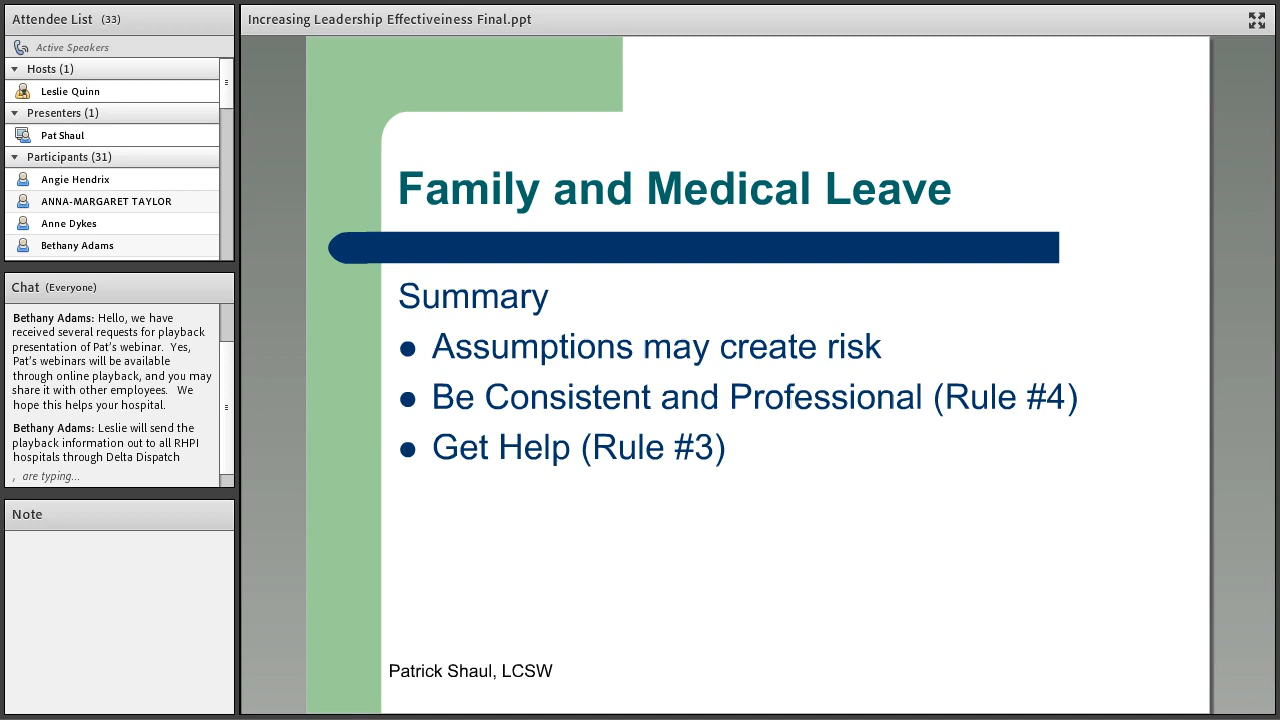 Attendee List (33)
Active Speakers
Hosts (1)
Leslie Quinn
Presenters (1)
Pat Shaul
Participants (31)
Angie Hendrix
ANNA-MARGARET TAYLOR
Anne Dykes
Bethany Adams
Chat (Everyone)
Bethany Adams: Hello, we have
received several requests for playback
presentation of Pat's webinar. Yes,
Pat's webinars will be available
through online playback, and you may
share it with other employees. We
hope this helps your hospital.
Bethany Adams: Leslie will send the
playback information out to all RHPI
hospitals through Delta Dispatch
, are typing...
Note
Increasing Leadership Effectiveiness Final.ppt
Family and Medical Leave
Summary
● Assumptions may create risk
● Be Consistent and Professional (Rule #4)
● Get Help (Rule #3)
Patrick Shaul, LCSW